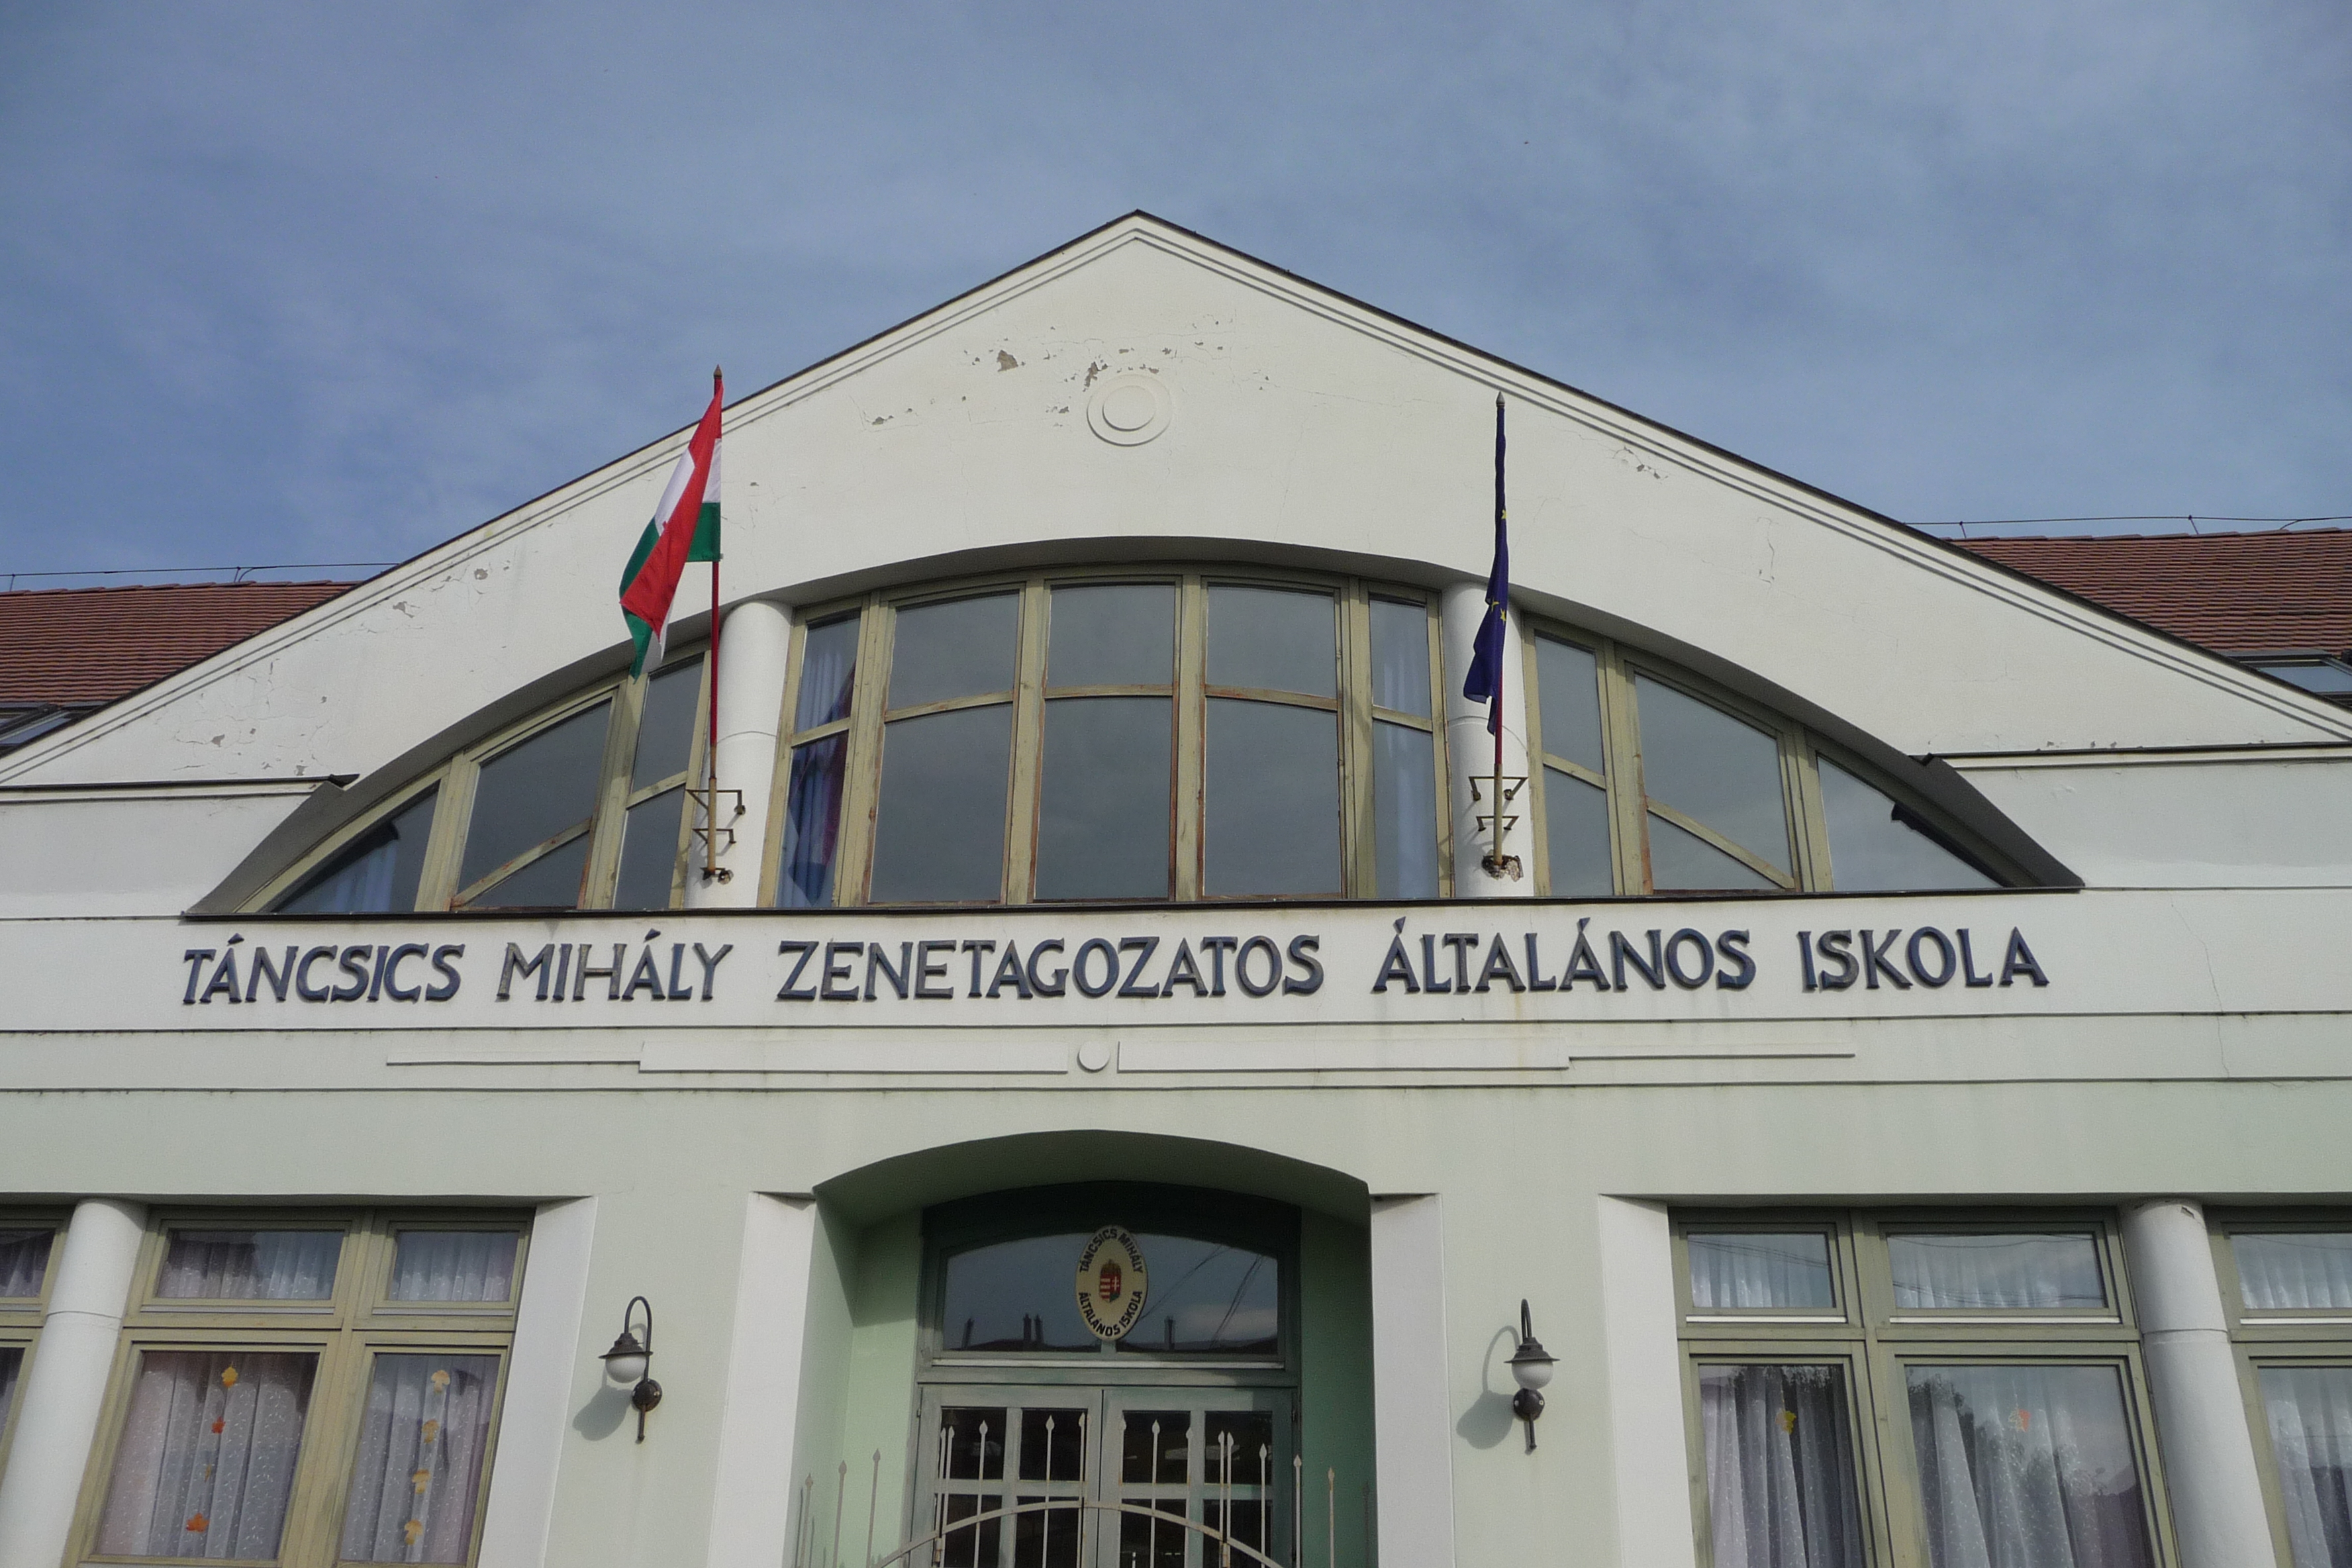 TÁNCSICS MIHÁLY ZENETAGOZATOS ÁLTALÁNOS ISKOLA
TÁNCSICS MIHÁLY
ÁLTALÁNOS ISKOLA